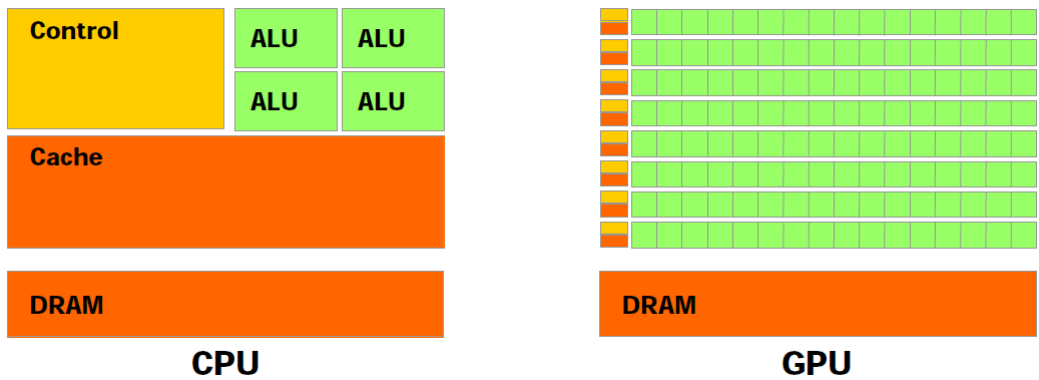 Control
ALU
ALU
ALU
ALU
Cache
DRAM
CPU
DRAM
GPU